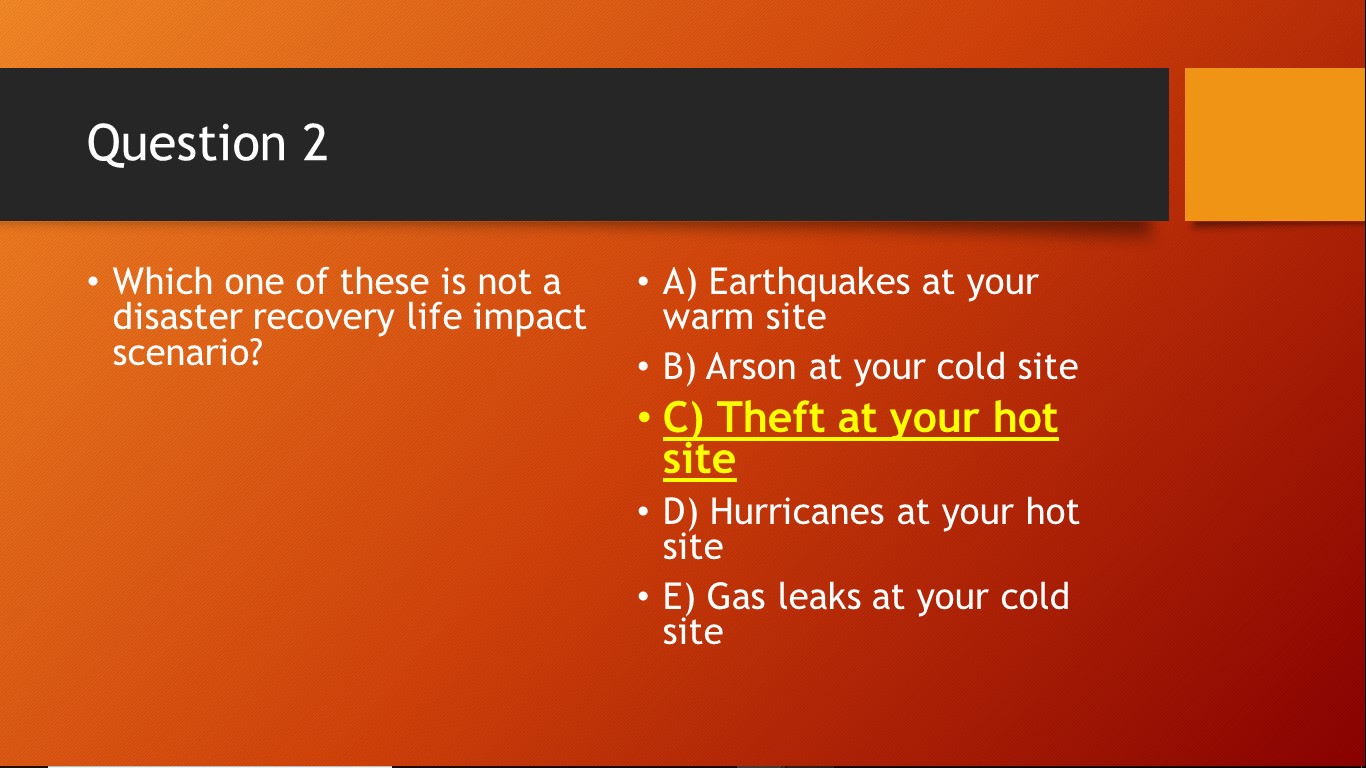 Question 2
• Which one of these is not a
disaster recovery life impact
scenario?
• A) Earthquakes at your
warm site
• B) Arson at your cold site
• C) Theft at your hot
site
• D) Hurricanes at your hot
site
• E) Gas leaks at your cold
site